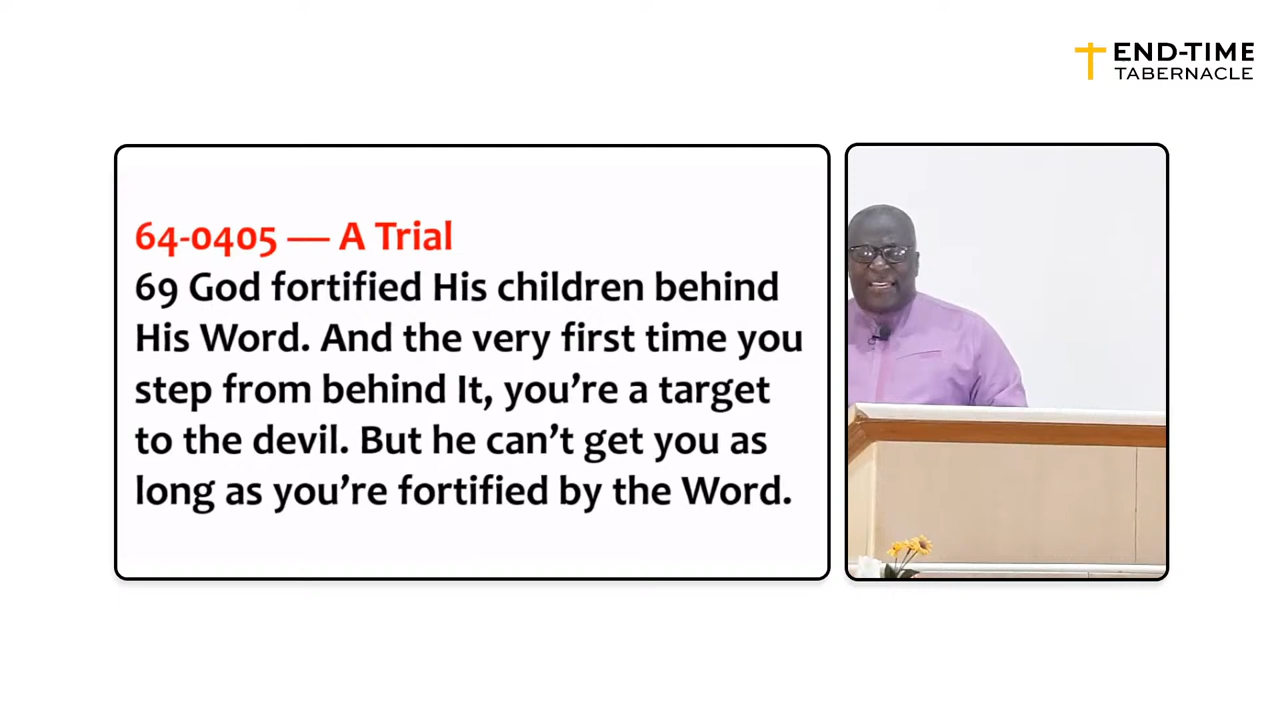 END-TIME
TABERNACLE
64-0405 — A Trial
69 God fortified His children behind
His Word. And the very first time you
step from behind It, you're a target
to the devil. But he can't get you as
long as you're fortified by the Word.